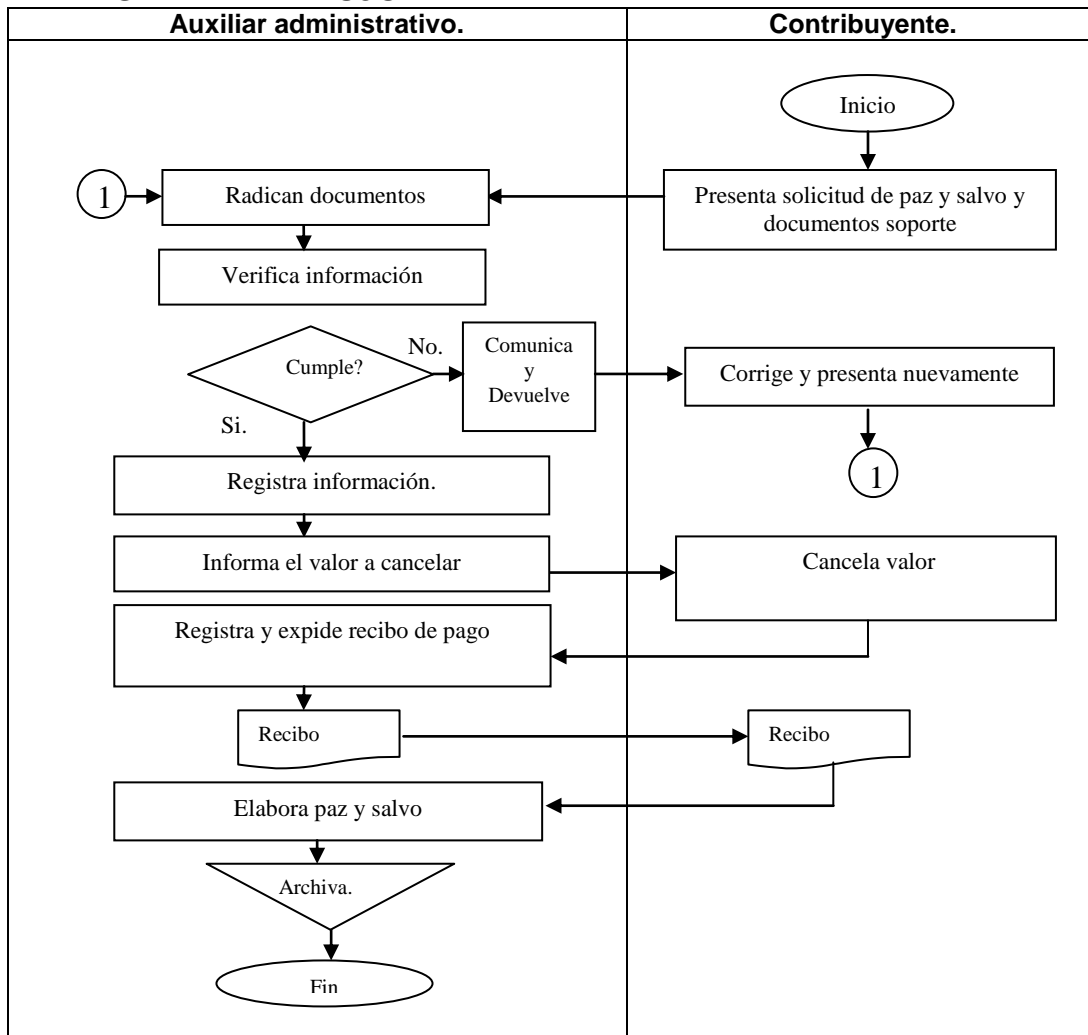 Auxiliar administrativo.
Contribuyente.
Inicio
1
Radican documentos
Presenta solicitud de paz y salvo y
documentos soporte
Verifica información
Cumple?
No.
Comunica
y
Devuelve
Corrige y presenta nuevamente
Si.
1
Registra información.
Informa el valor a cancelar
Cancela valor
Registra y expide recibo de pago
Recibo
Recibo
Elabora paz y salvo
Archiva.
Fin